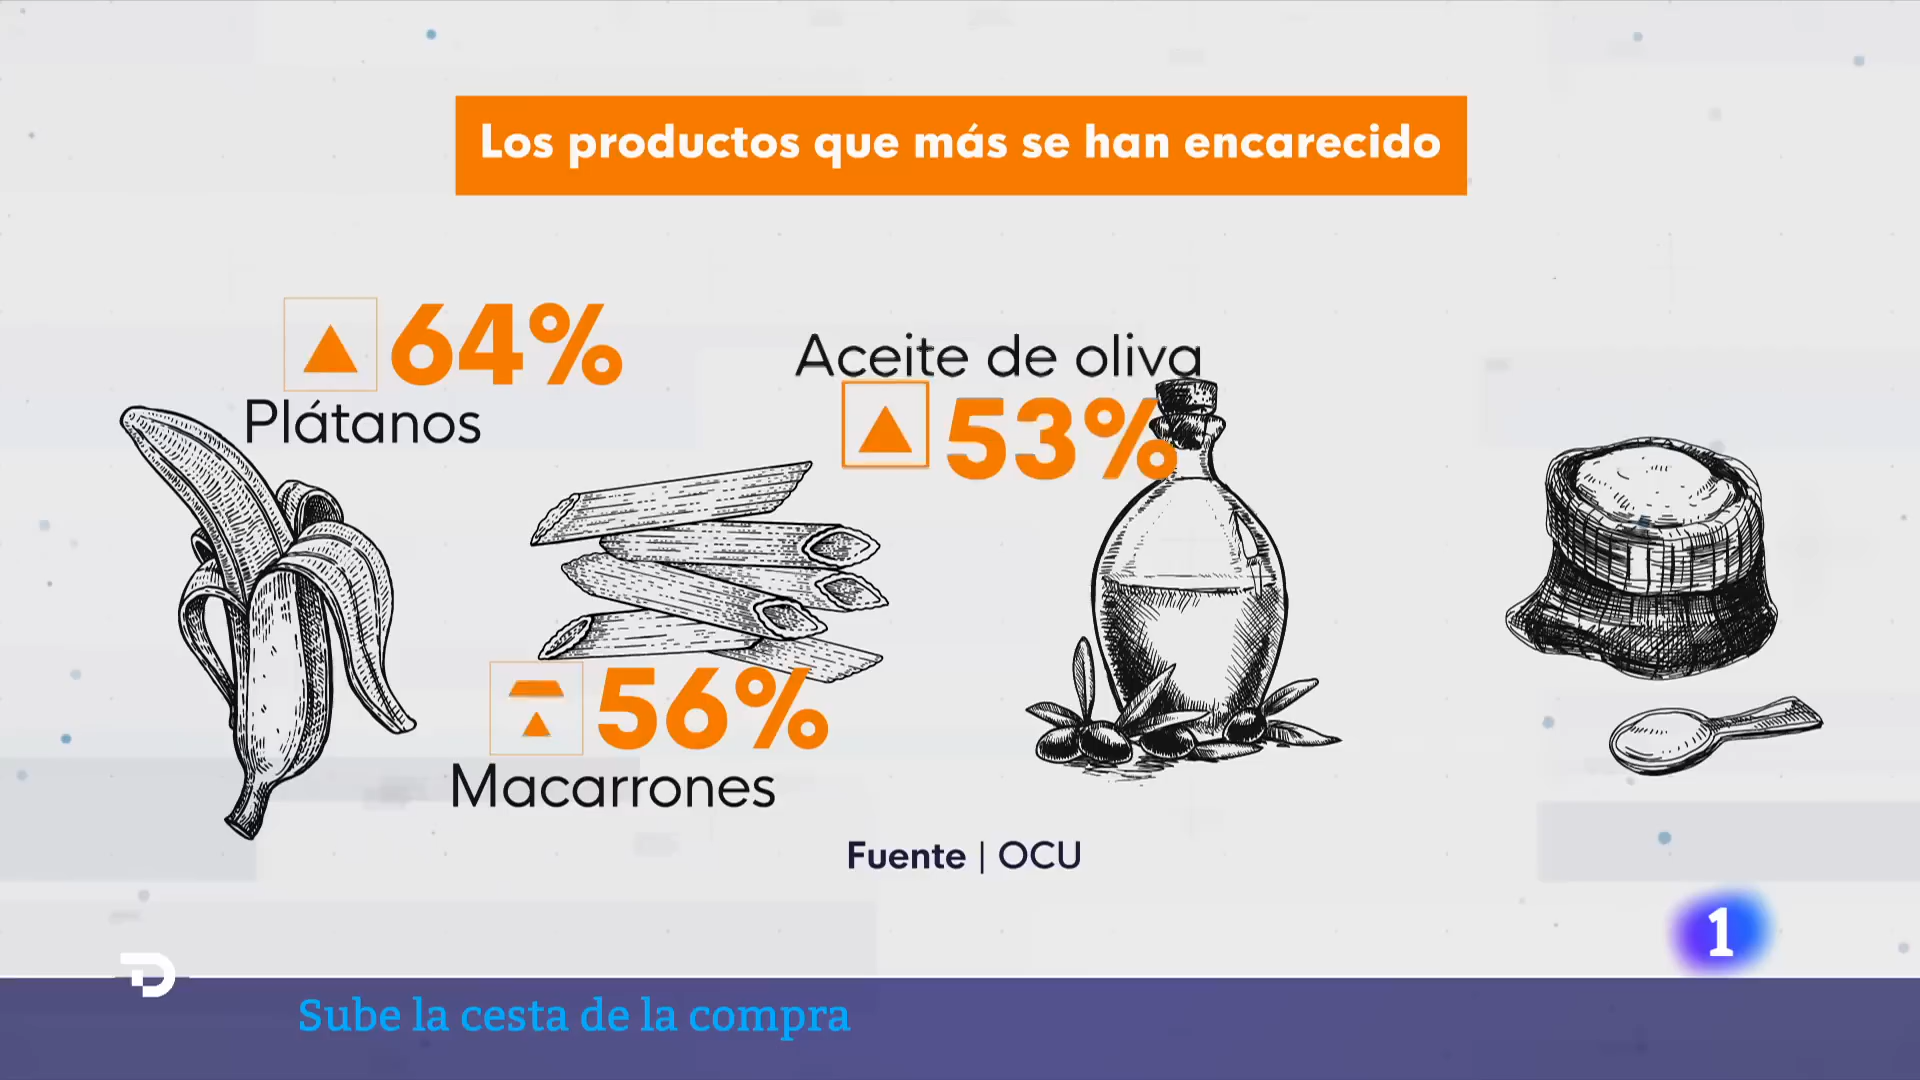 Los productos que más se han encarecido
64%
Plátanos
Aceite de oliva
53%
56%
Macarrones
Fuente | OCU
1
Sube la cesta de la compra